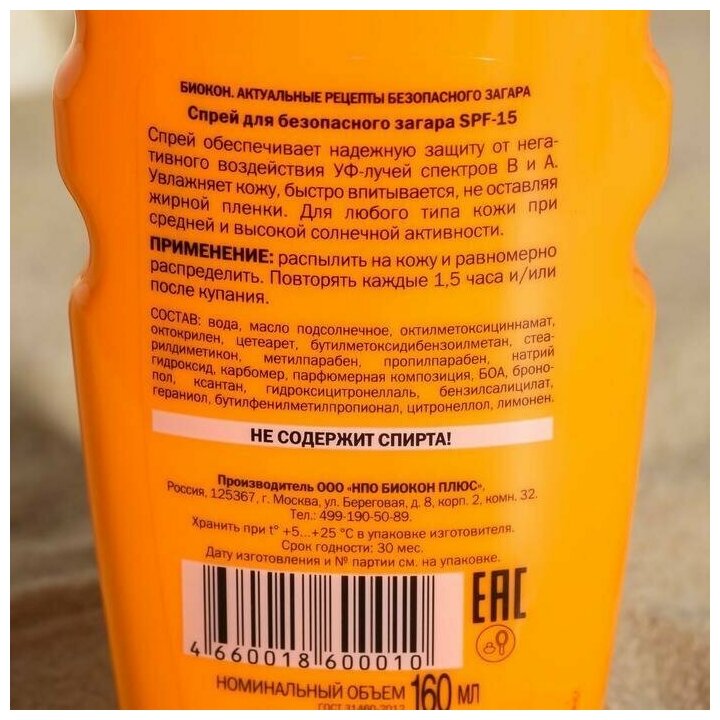 БИОКОН. АКТУАЛЬНЫЕ РЕЦЕПТЫ БЕЗОПАСНОГО ЗАГАРА
Спрей для безопасного загара SPF-15
Спрей обеспечивает надежную защиту от нега-
тивного воздействия УФ-лучей спектров В и А.
Увлажняет кожу, быстро впитывается, не оставляя
жирной пленки. Для любого типа кожи при
средней и высокой солнечной активности.
ПРИМЕНЕНИЕ: распылить на кожу и равномерно
распределить. Повторять каждые 1,5 часа и/или
после купания.
СОСТАВ: вода, масло подсолнечное, октилметоксициннамат,
октокрилен, цетеарет, бутилметоксидибензоилметан, стеа-
рилдиметикон, метилпарабен, пропилпарабен, натрий
гидроксид, карбомер, парфюмерная композиция, БОА, броно-
пол, ксантан, гидроксицитронеллаль, бензилсалицилат,
гераниол, бутилфенилметилпропионал, цитронеллол, лимонен.
НЕ СОДЕРЖИТ СПИРТА!
Производитель ООО «НПО БИОКОН ПЛЮС»,
Россия, 125367, г. Москва, ул. Береговая, д. 8, корп. 2, комн. 32.
Тел.: 499-190-50-89.
Хранить при t° +5...+25 °С в упаковке изготовителя.
Срок годности: 30 мес.
Дату изготовления и № партии см. на упаковке.
EAC
4 660018 600010
НОМИНАЛЬНЫЙ ОБЪЕМ 160 МЛ
ГОСТ 31460-2012